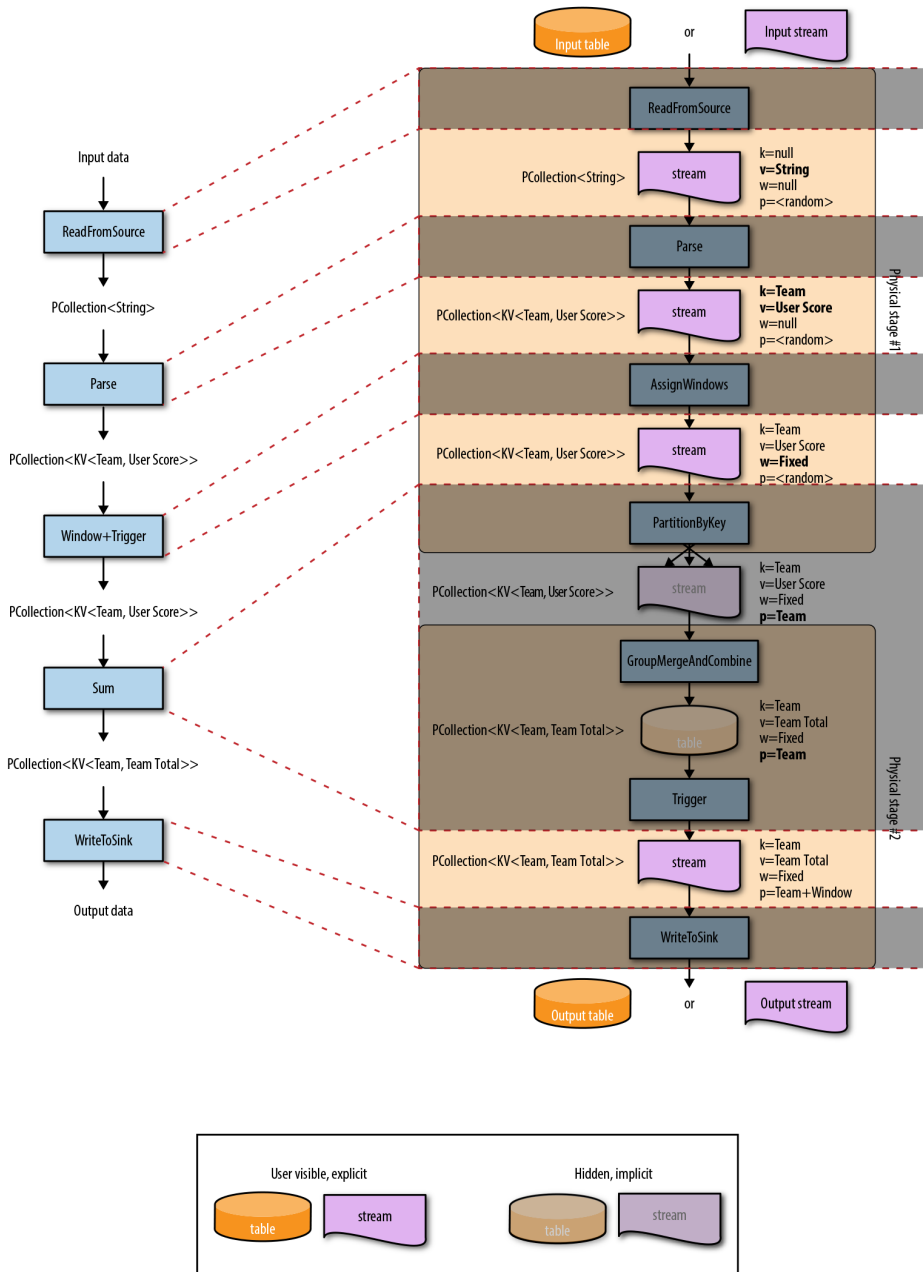 Input table
or
Input stream
ReadFromSource
PCollection<String>
stream
k=null
v=String
w=null
p=<random>
Parse
PCollection<KV<Team, User Score>>
stream
k=Team
v=User Score
w=null
p=<random>
Physical stage #1
AssignWindows
PCollection<KV<Team, User Score>>
stream
k=Team
v=User Score
w=Fixed
p=<random>
PartitionByKey
PCollection<KV<Team, User Score>>
stream
k=Team
v=User Score
w=Fixed
p=Team
GroupMergeAndCombine
PCollection<KV<Team, Team Total>>
table
k=Team
v=Team Total
w=Fixed
p=Team
Trigger
Physical stage #2
PCollection<KV<Team, Team Total>>
stream
k=Team
v=Team Total
w=Fixed
p=Team+Window
WriteToSink
Output table
or
Output stream
Input data
ReadFromSource
PCollection<String>
Parse
PCollection<KV<Team, User Score>>
Window+Trigger
PCollection<KV<Team, User Score>>
Sum
PCollection<KV<Team, Team Total>>
WriteToSink
Output data
User visible, explicit
table
stream
Hidden, implicit
table
stream